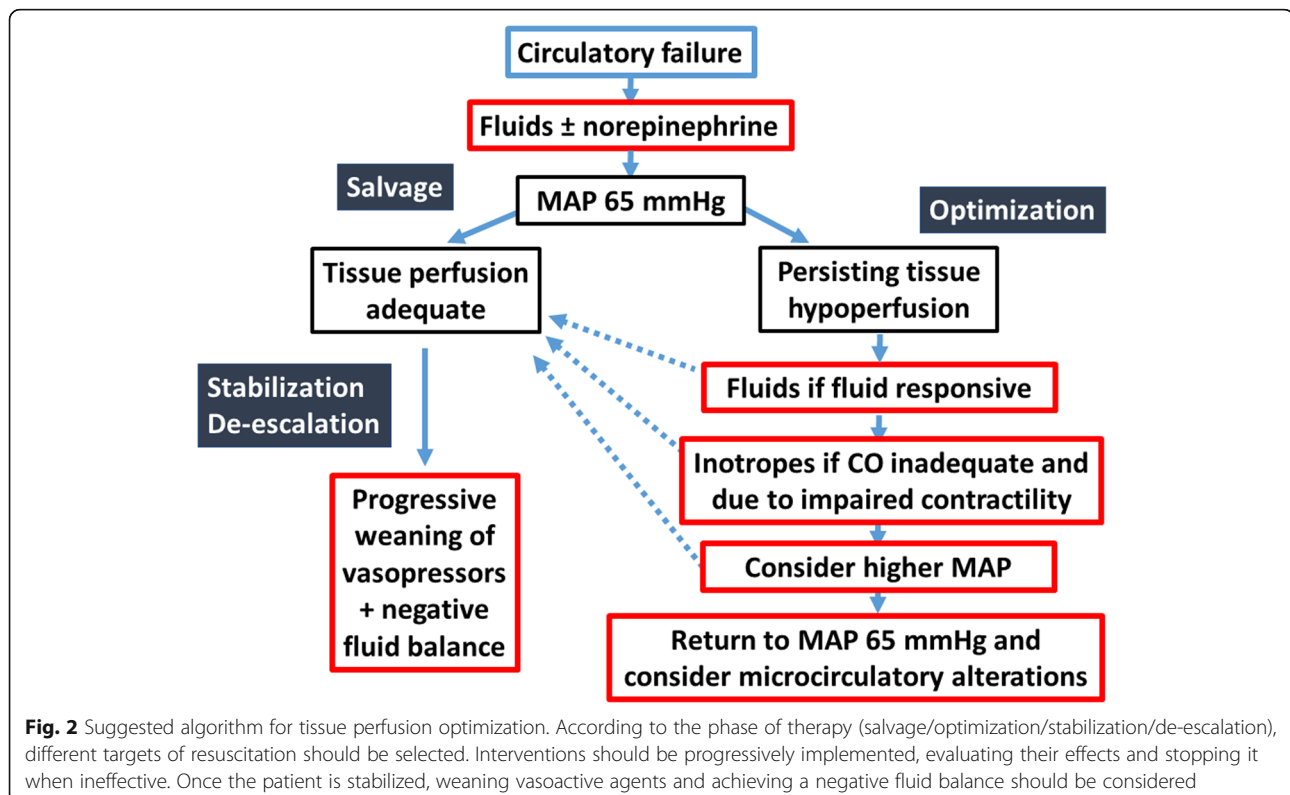 Circulatory failure
Fluids ± norepinephrine
Salvage
MAP 65 mmHg
Optimization
Tissue perfusion
adequate
Persisting tissue
hypoperfusion
Fluids if fluid responsive
Stabilization
De-escalation
Inotropes if CO inadequate and
due to impaired contractility
Progressive
weaning of
vasopressors
+ negative
fluid balance
Consider higher MAP
Return to MAP 65 mmHg and
consider microcirculatory alterations
Fig. 2 Suggested algorithm for tissue perfusion optimization. According to the phase of therapy (salvage/optimization/stabilization/de-escalation),
different targets of resuscitation should be selected. Interventions should be progressively implemented, evaluating their effects and stopping it
when ineffective. Once the patient is stabilized, weaning vasoactive agents and achieving a negative fluid balance should be considered